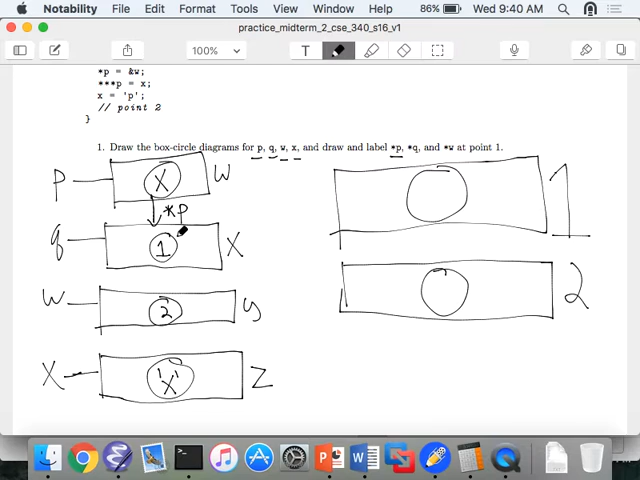 Notability File Edit Format View Window Help 86% Wed 9:40 AM
practice_midterm_2_cse_340_s16_v1
100% T
*p = &w;
***p = x;
x = 'p';
// point 2
}
1. Draw the box-circle diagrams for p, q, w, x, and draw and label *p, *q, and *w at point 1.
p X W
*p
q 1 X
w 2 y
x 'X' Z
1
2